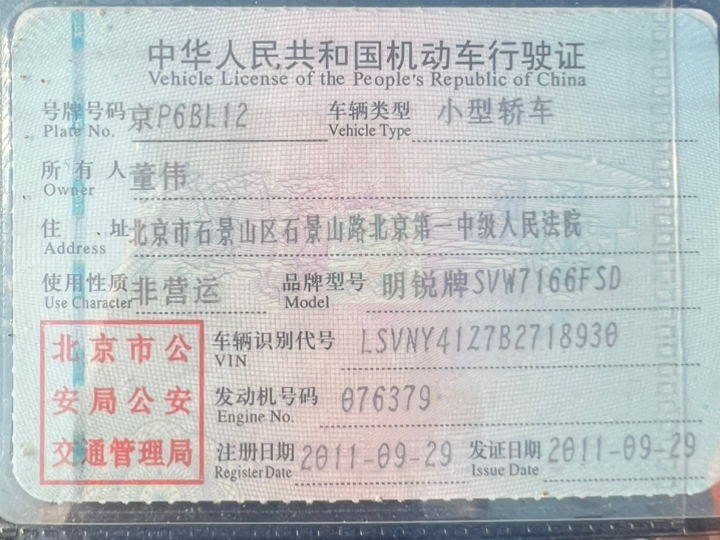 中华人民共和国机动车行驶证
Vehicle License of the People's Republic of China
号牌号码 京P6BL12 车辆类型 小型轿车
Plate No. Vehicle Type
所有人 董伟
Owner
住址 北京市石景山区石景山路北京第一中级人民法院
Address
使用性质 非营运 品牌型号 明锐牌SVW7166FSD
Use Character Model
北京市公
安局公安
交通管理局
车辆识别代号 LSVNY41Z7B2718930
VIN
发动机号码 076379
Engine No.
注册日期 2011-09-29 发证日期 2011-09-29
Register Date Issue Date